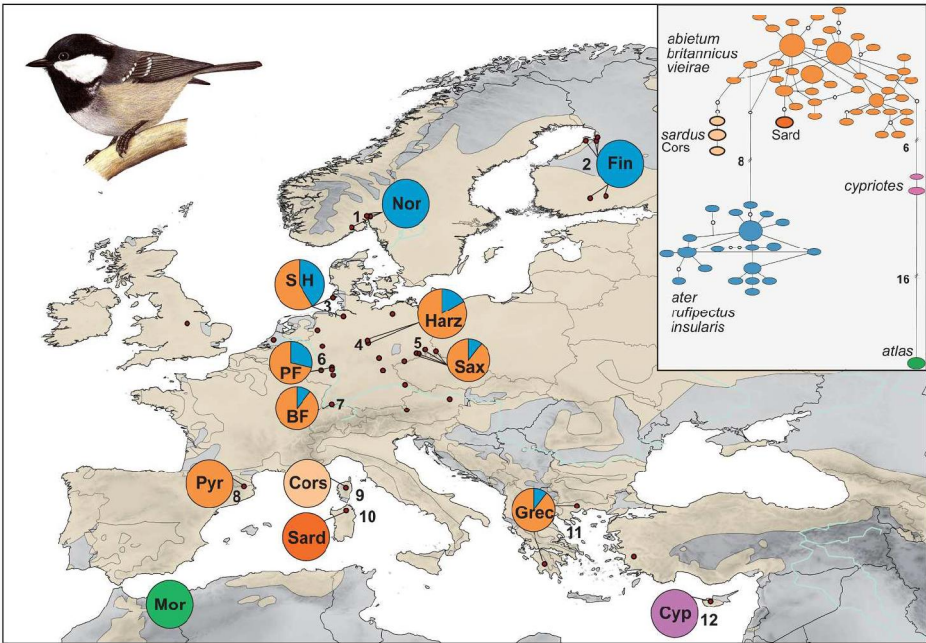 abietum
britannicus
vieirae
sardus
Cors
Sard
8
6
cypriotes
ater
rufipectus
insularis
16
atlas
2
Fin
1
Nor
S H
3
Harz
4
5
Sax
6
PF
BF
7
Pyr
8
Cors
9
10
Sard
Grec
11
Mor
Cyp
12